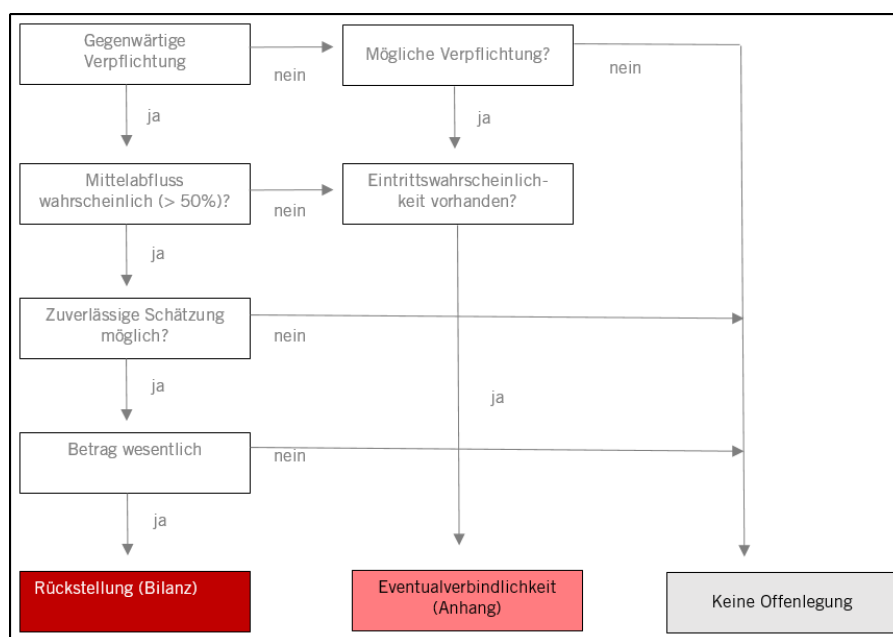 Gegenwärtige
Verpflichtung
nein
Mögliche Verpflichtung?
nein
ja
ja
Mittelabfluss
wahrscheinlich (> 50%)?
nein
Eintrittswahrscheinlich-
keit vorhanden?
ja
Zuverlässige Schätzung
möglich?
nein
ja
ja
Betrag wesentlich
nein
ja
Rückstellung (Bilanz)
Eventualverbindlichkeit
(Anhang)
Keine Offenlegung